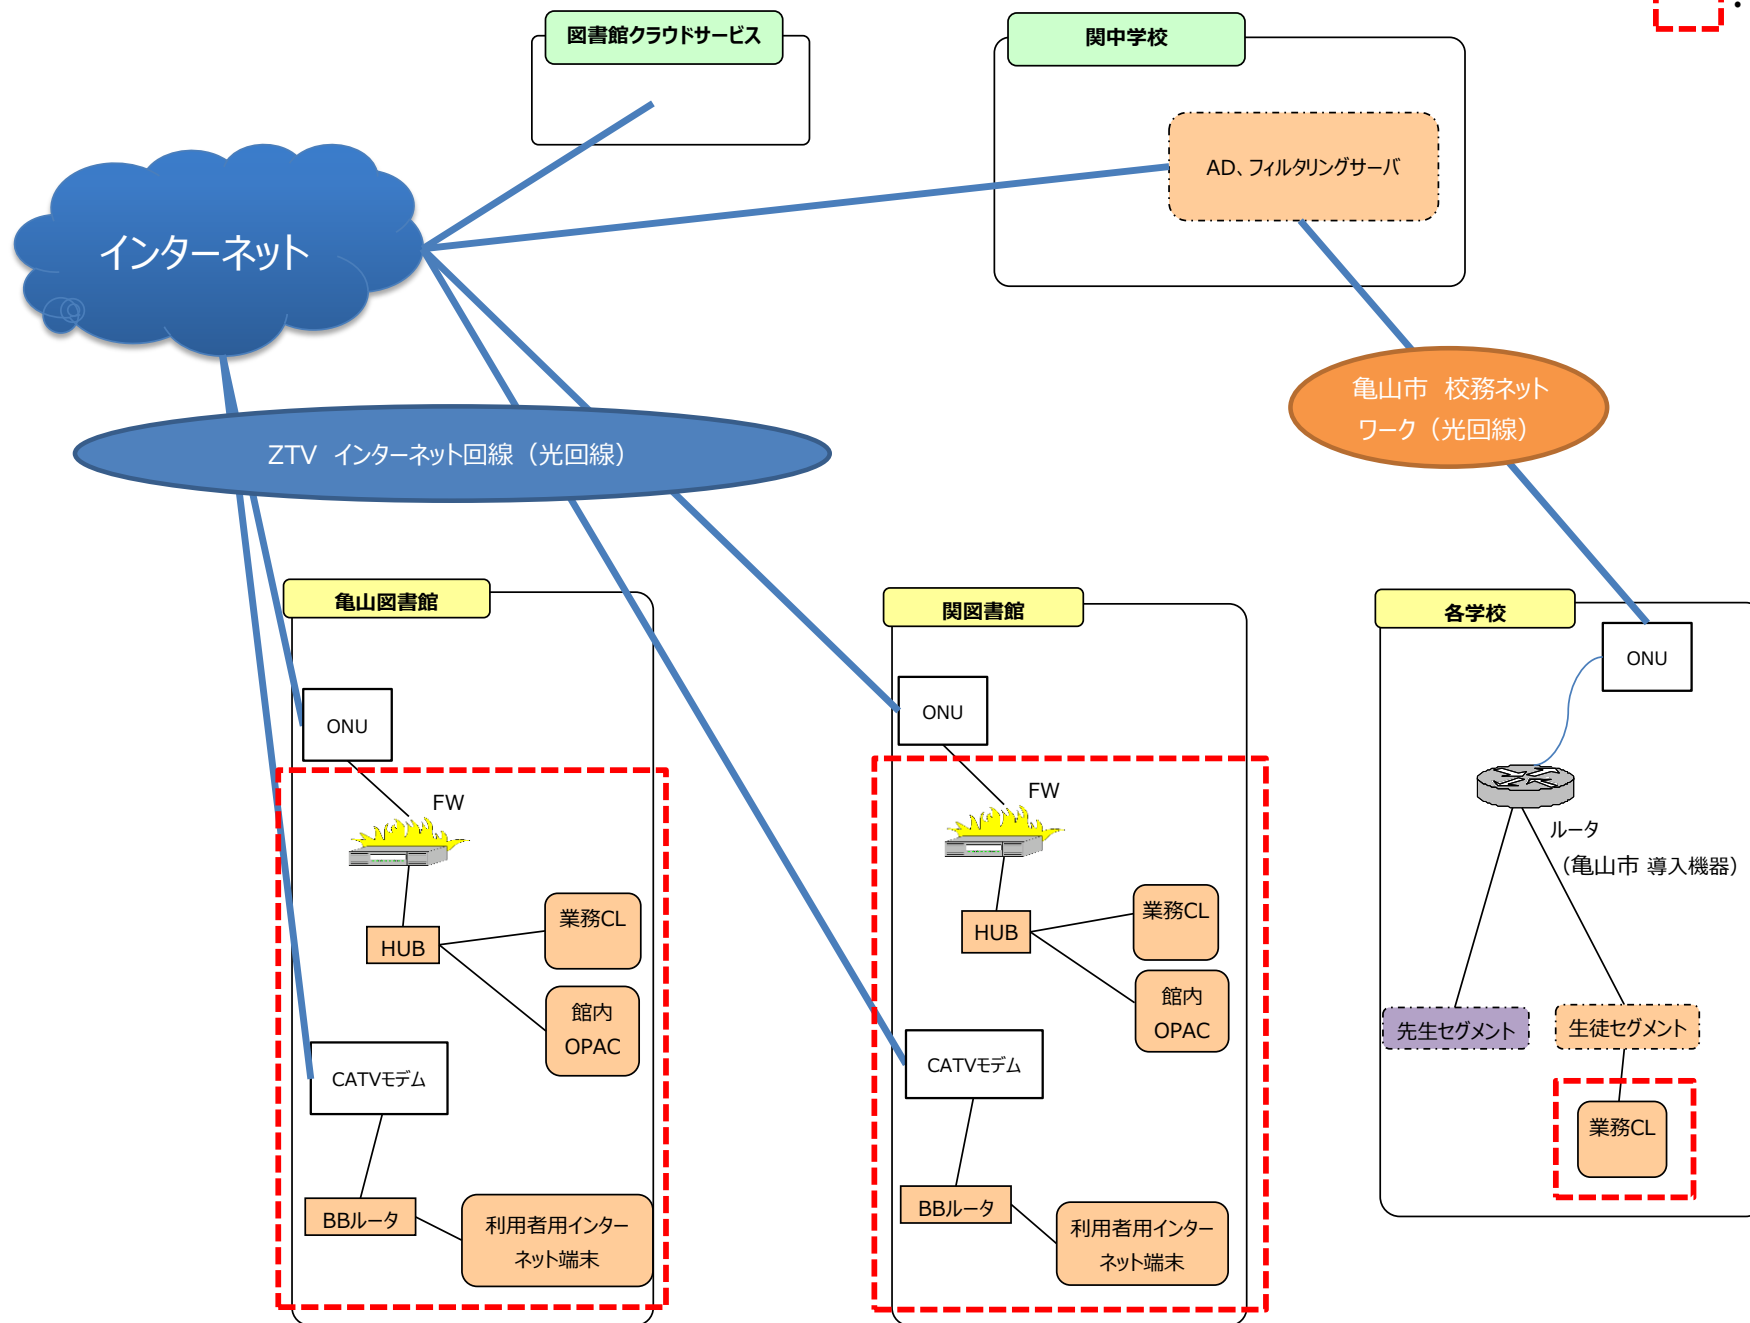 図書館クラウドサービス
関中学校
:
AD、フィルタリングサーバ
インターネット
亀山市　校務ネット
ワーク（光回線）
ZTV　インターネット回線（光回線）
亀山図書館
ONU
FW
HUB
業務CL
館内
OPAC
CATVモデム
BBルータ
利用者用インター
ネット端末
関図書館
ONU
FW
HUB
業務CL
館内
OPAC
CATVモデム
BBルータ
利用者用インター
ネット端末
各学校
ONU
ルータ
（亀山市 導入機器）
先生セグメント
生徒セグメント
業務CL